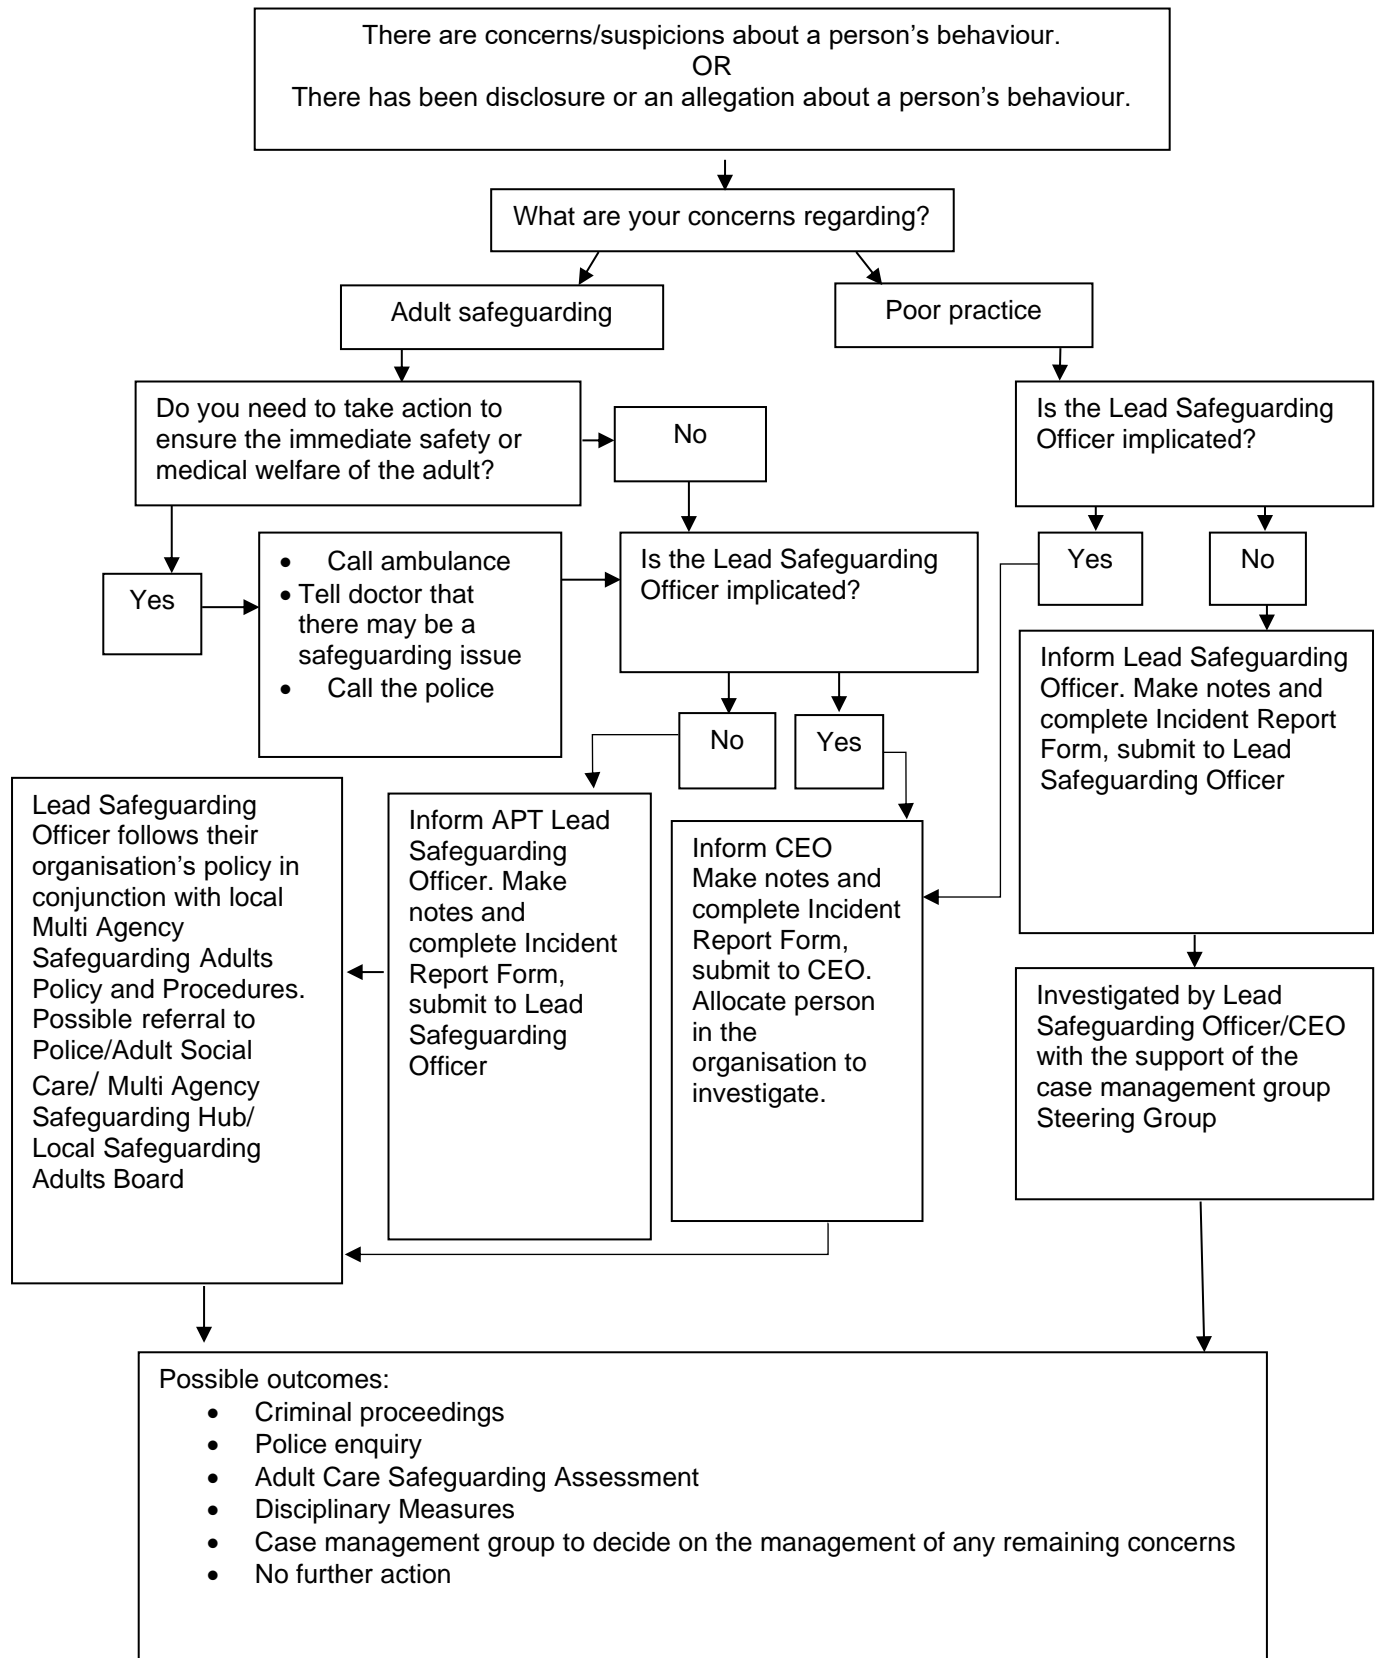 There are concerns/suspicions about a person’s behaviour.
OR
There has been disclosure or an allegation about a person’s behaviour.
What are your concerns regarding?
Adult safeguarding
Poor practice
Do you need to take action to
ensure the immediate safety or
medical welfare of the adult?
No
Is the Lead Safeguarding
Officer implicated?
Yes
• Call ambulance
• Tell doctor that
there may be a
safeguarding issue
• Call the police
Is the Lead Safeguarding
Officer implicated?
Yes
No
No
Yes
Inform Lead Safeguarding
Officer. Make notes and
complete Incident Report
Form, submit to Lead
Safeguarding Officer
Lead Safeguarding
Officer follows their
organisation’s policy in
conjunction with local
Multi Agency
Safeguarding Adults
Policy and Procedures.
Possible referral to
Police/Adult Social
Care/ Multi Agency
Safeguarding Hub/
Local Safeguarding
Adults Board
Inform APT Lead
Safeguarding
Officer. Make
notes and
complete Incident
Report Form,
submit to Lead
Safeguarding
Officer
Inform CEO
Make notes and
complete Incident
Report Form,
submit to CEO.
Allocate person
in the
organisation to
investigate.
Investigated by Lead
Safeguarding Officer/CEO
with the support of the
case management group
Steering Group
Possible outcomes:
• Criminal proceedings
• Police enquiry
• Adult Care Safeguarding Assessment
• Disciplinary Measures
• Case management group to decide on the management of any remaining concerns
• No further action